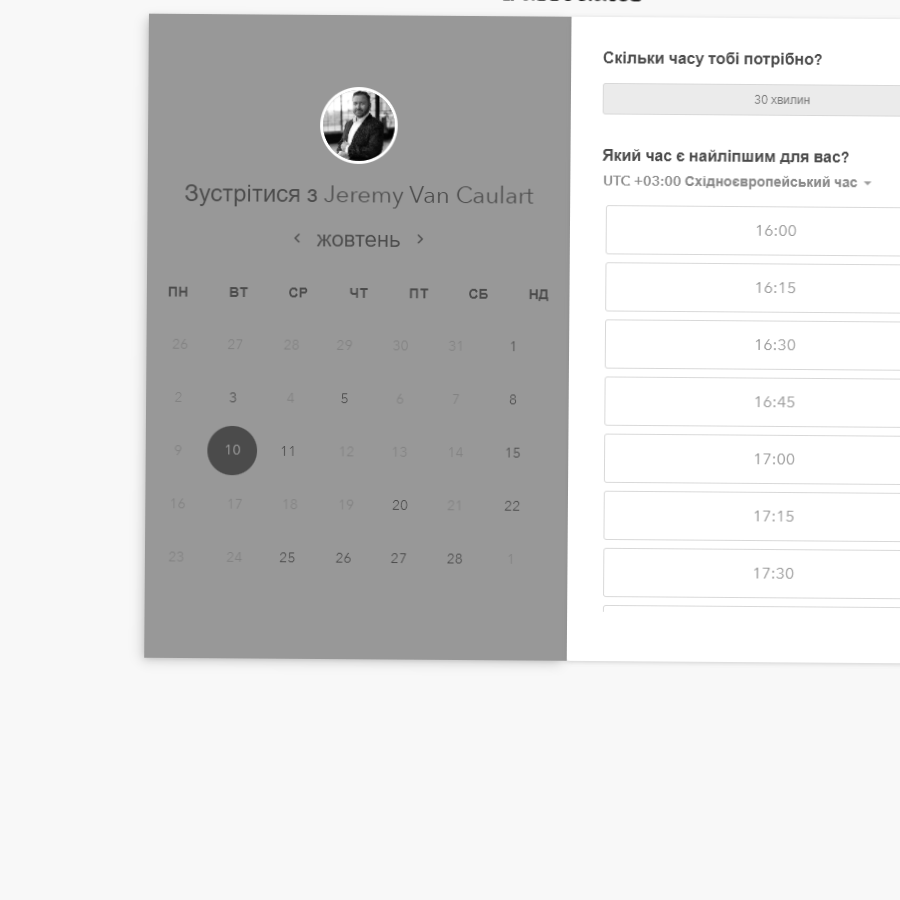 Зустрітися з Jeremy Van Caulart
жовтень
ПН ВТ СР ЧТ ПТ СБ НД
26 27 28 29 30 31 1
2 3 4 5 6 7 8
9 10 11 12 13 14 15
16 17 18 19 20 21 22
23 24 25 26 27 28 1
Скільки часу тобі потрібно?
30 хвилин
Який час є найліпшим для вас?
UTC +03:00 Східноєвропейський час
16:00
16:15
16:30
16:45
17:00
17:15
17:30